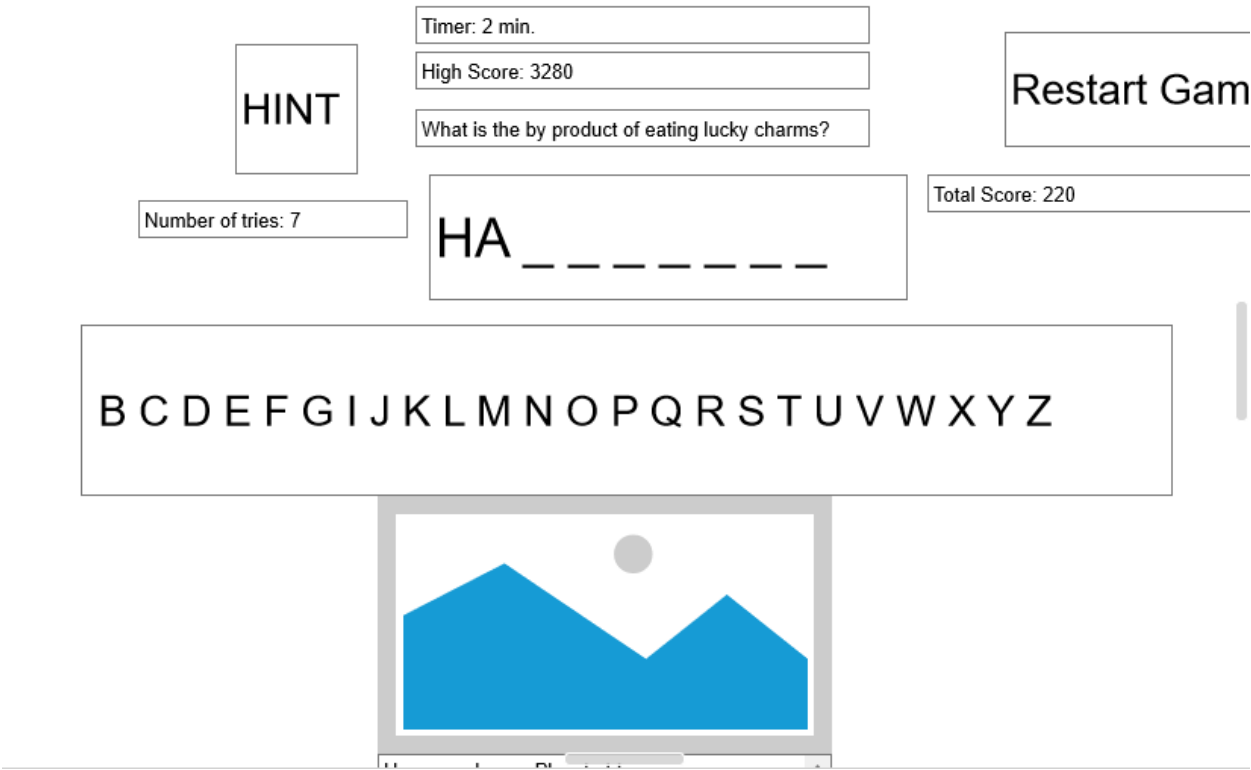 Timer: 2 min.
HINT
High Score: 3280
Restart Gam
What is the by product of eating lucky charms?
Total Score: 220
Number of tries: 7
HA _ _ _ _ _ _ _
B C D E F G I J K L M N O P Q R S T U V W X Y Z